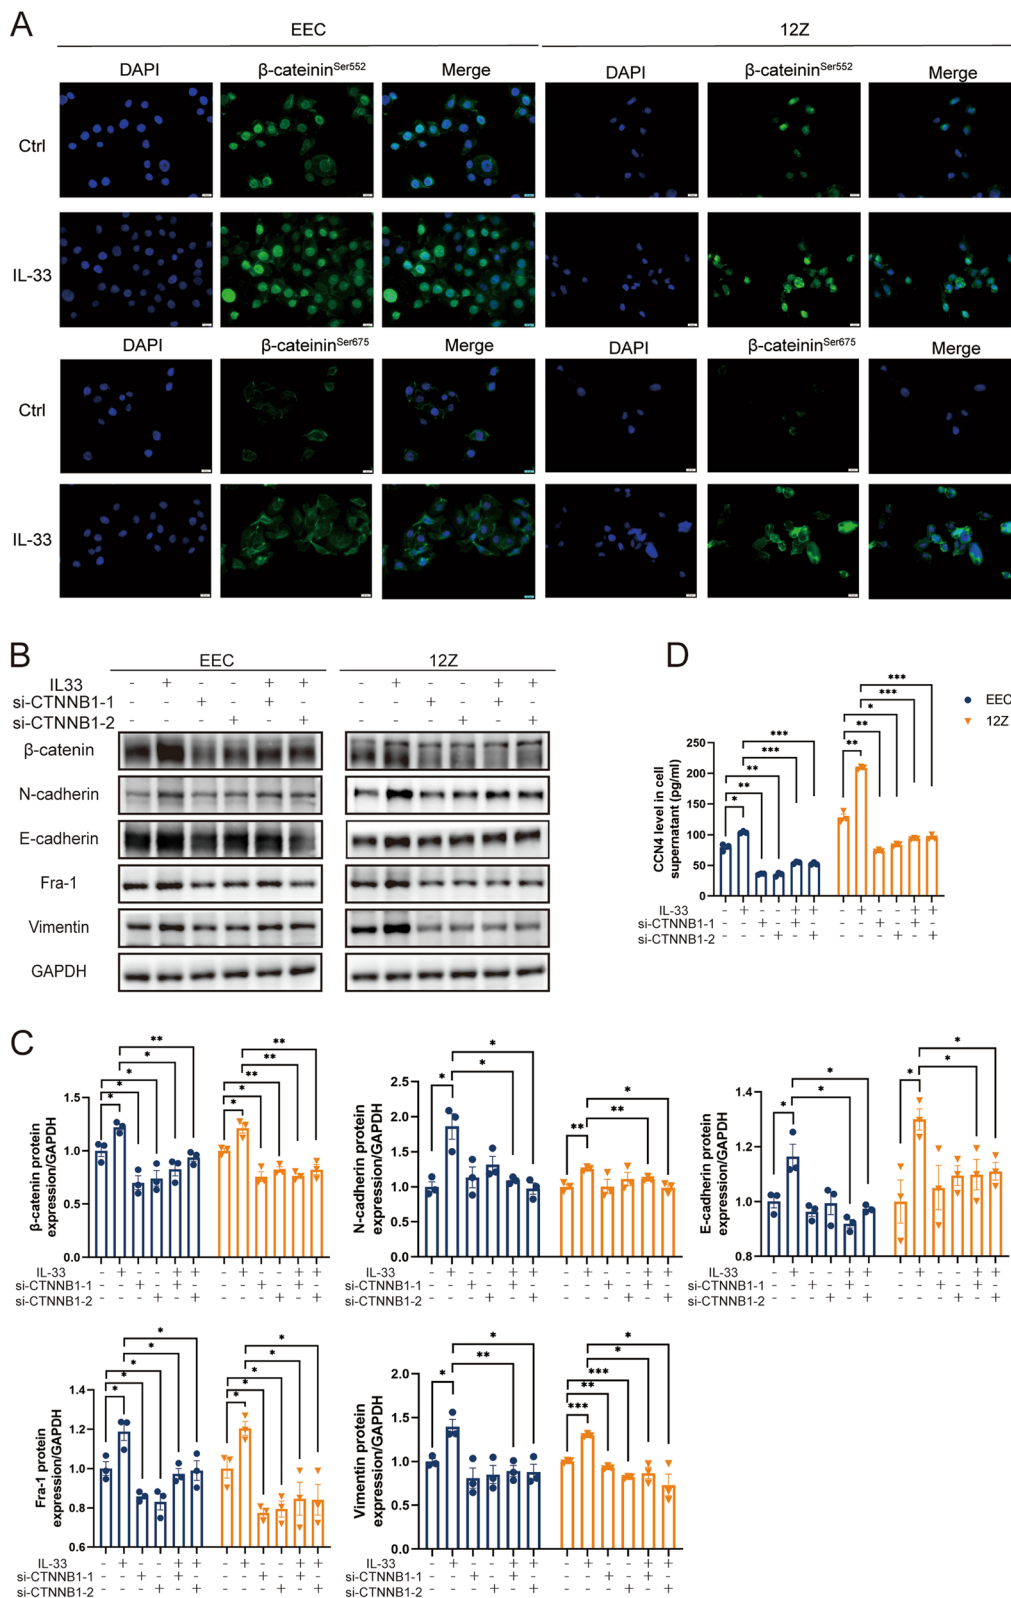 A
EEC 12Z
DAPI β-cateininSer552 Merge DAPI β-cateininSer552 Merge
Ctrl
IL-33
DAPI β-cateininSer675 Merge DAPI β-cateininSer675 Merge
Ctrl
IL-33
B
EEC 12Z
IL33 - + - - + + - + - - + +
si-CTNNB1-1 - - + - + - - - + - + -
si-CTNNB1-2 - - - + - + - - - + - +
β-catenin
N-cadherin
E-cadherin
Fra-1
Vimentin
GAPDH
D
EEC
12Z
*** *** * ** ** *** *** ** ** *
CCN4 level in cell
supernatant (pg/ml)
250
200
150
100
50
0
IL-33 - + - - + + - + - - + +
si-CTNNB1-1 - - + - + - - - + - + -
si-CTNNB1-2 - - - + - + - - - + - +
C
** * * * * ** ** ** * *
β-catenin protein
expression/GAPDH
1.5
1.0
0.5
0.0
IL-33 - + - - + + - + - - + +
si-CTNNB1-1 - - + - + - - - + - + -
si-CTNNB1-2 - - - + - + - - - + - +
* * * * ** **
N-cadherin protein
expression/GAPDH
2.5
2.0
1.5
1.0
0.5
0.0
IL-33 - + - - + + - + - - + +
si-CTNNB1-1 - - + - + - - - + - + -
si-CTNNB1-2 - - - + - + - - - + - +
* * * * * *
E-cadherin protein
expression/GAPDH
1.4
1.2
1.0
0.8
IL-33 - + - - + + - + - - + +
si-CTNNB1-1 - - + - + - - - + - + -
si-CTNNB1-2 - - - + - + - - - + - +
* * * * * * * * * *
Fra-1 protein
expression/GAPDH
1.4
1.2
1.0
0.8
0.6
IL-33 - + - - + + - + - - + +
si-CTNNB1-1 - - + - + - - - + - + -
si-CTNNB1-2 - - - + - + - - - + - +
* ** * * * *** ** ***
Vimentin protein
expression/GAPDH
2.0
1.5
1.0
0.5
0.0
IL-33 - + - - + + - + - - + +
si-CTNNB1-1 - - + - + - - - + - + -
si-CTNNB1-2 - - - + - + - - - + - +